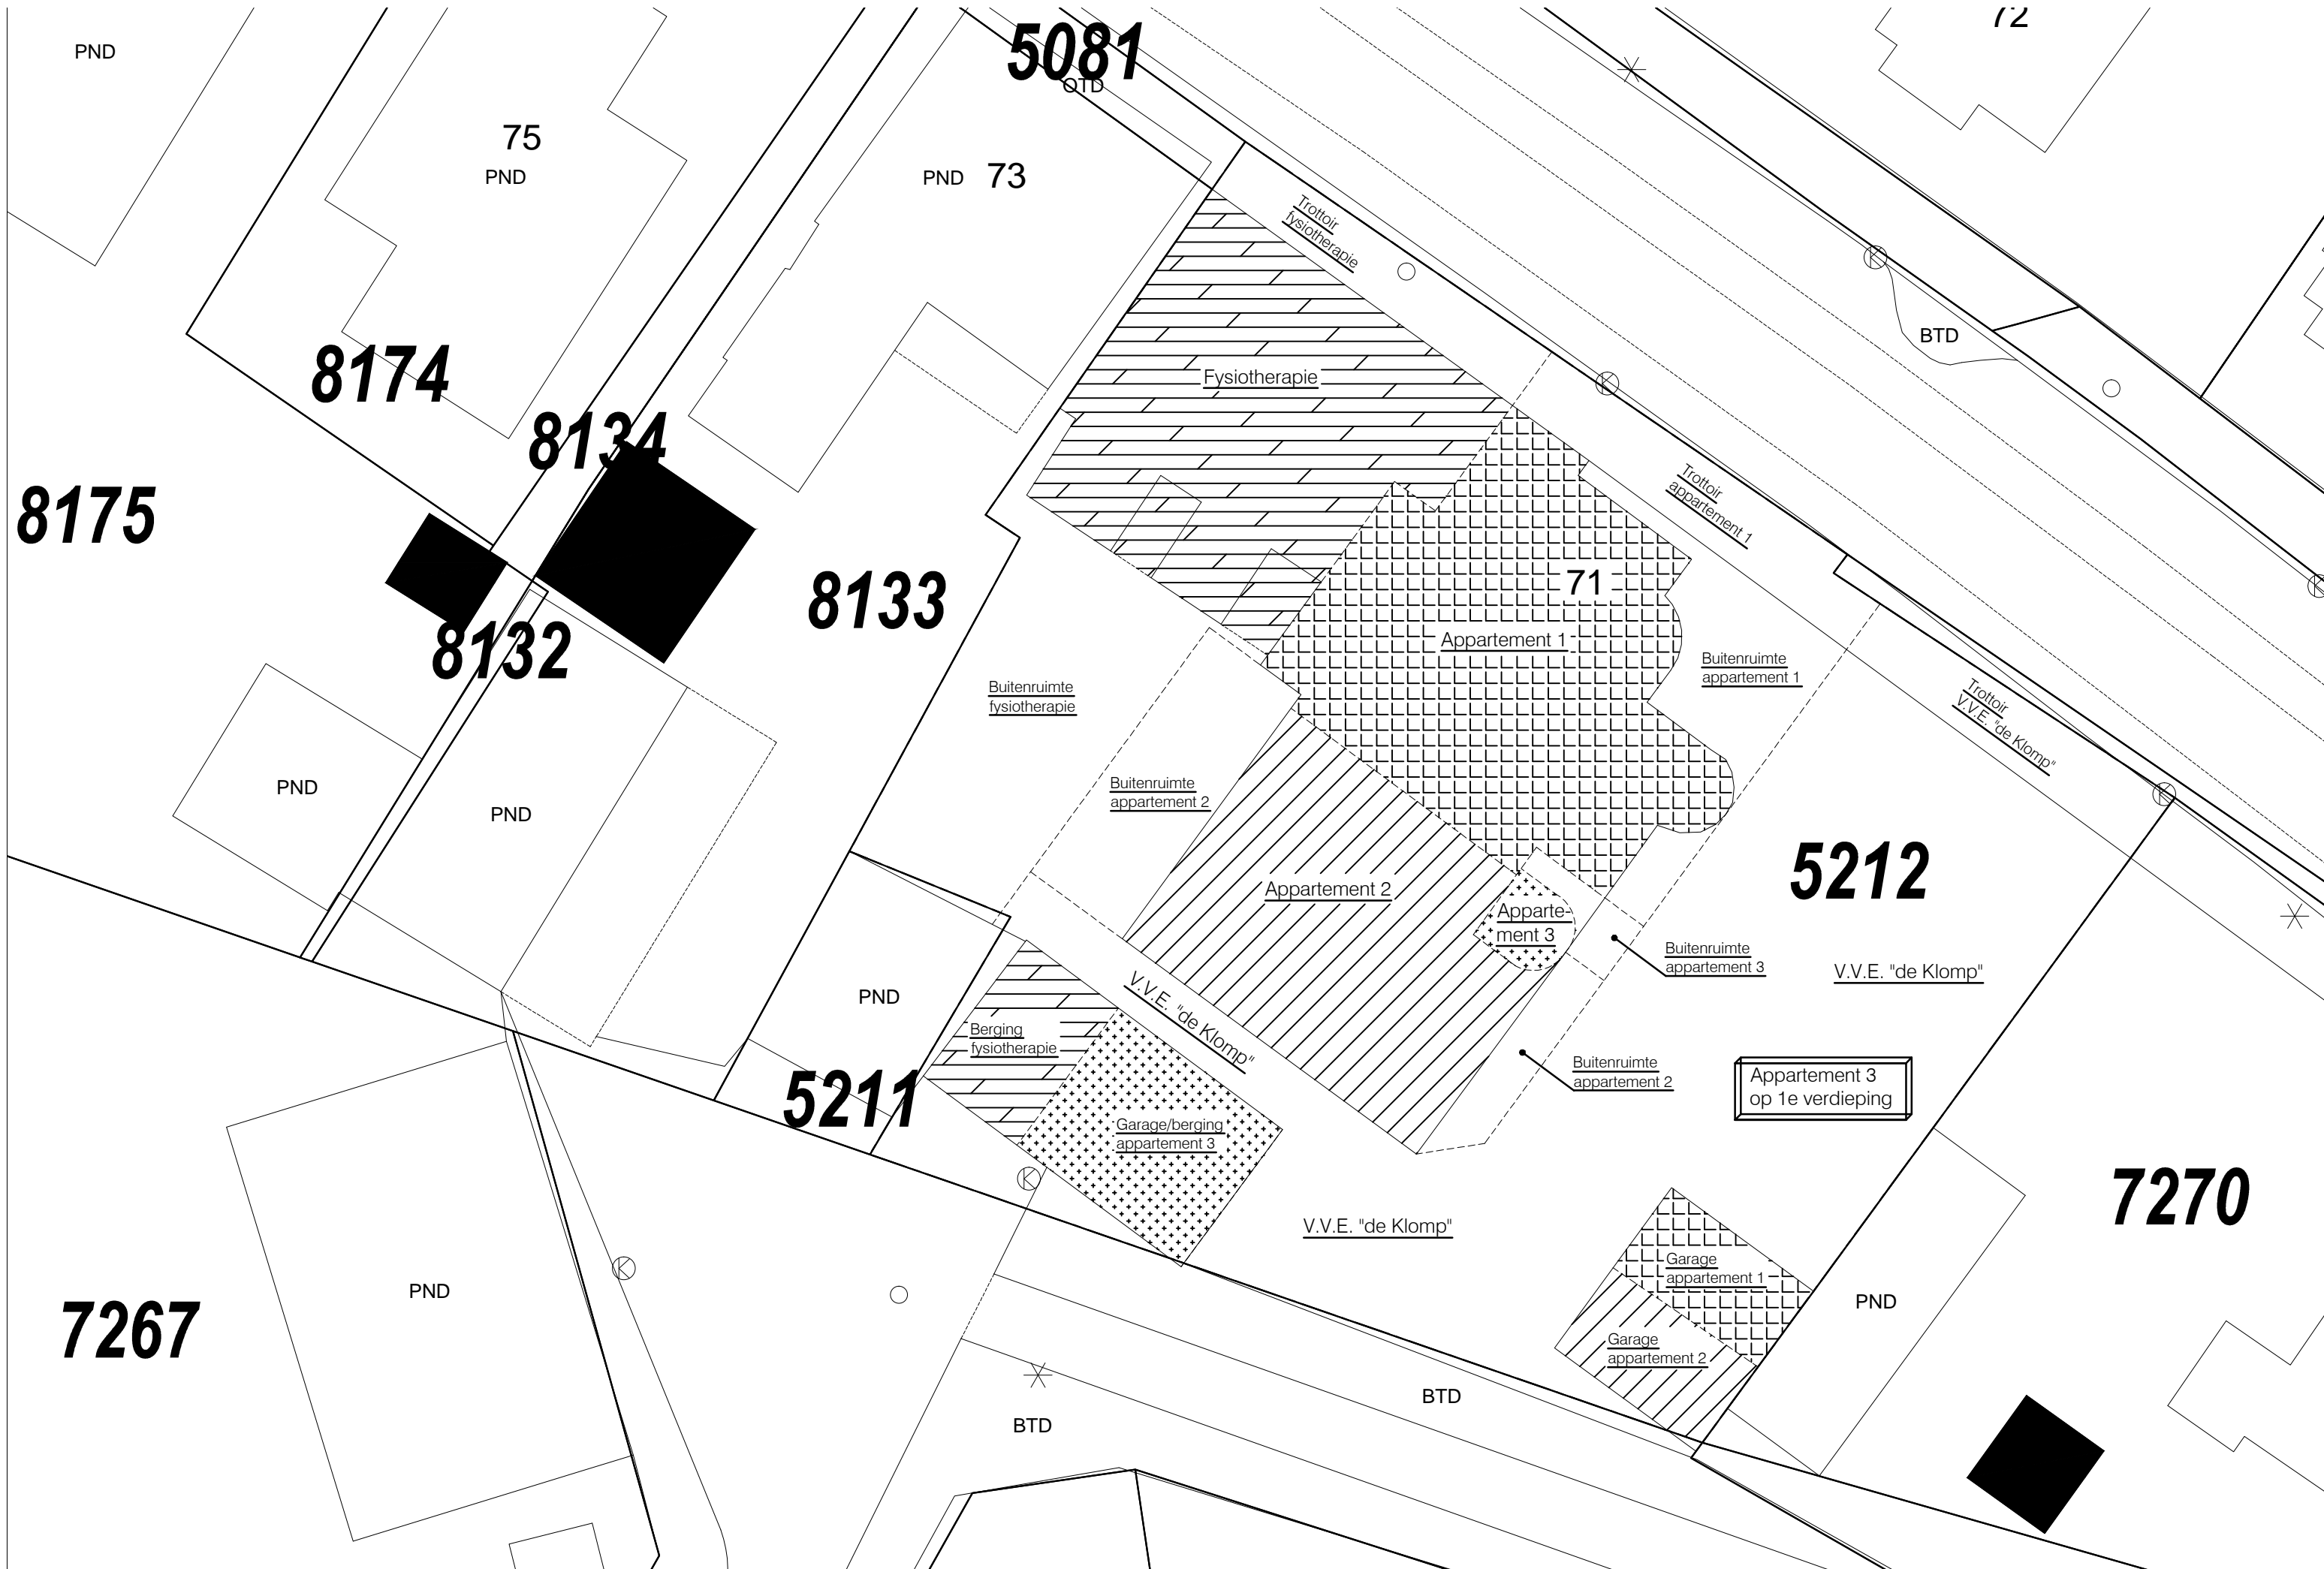 PND
75
PND
5081
OTD
PND 73
72
Trottoir
fysiotherapie
BTD
8174
Fysiotherapie
8134
8175
Trottoir
appartement 1
8133
71
8132
Appartement 1
Buitenruimte
appartement 1
Buitenruimte
fysiotherapie
Trottoir
V.V.E. "de Klomp"
PND
PND
Buitenruimte
appartement 2
5212
Appartement 2
Apparte-
ment 3
Buitenruimte
appartement 3
V.V.E. "de Klomp"
PND
V.V.E. "de Klomp"
Berging
fysiotherapie
Buitenruimte
appartement 2
Appartement 3
op 1e verdieping
5211
Garage/berging
appartement 3
7270
V.V.E. "de Klomp"
Garage
appartement 1
PND
PND
7267
Garage
appartement 2
BTD
BTD